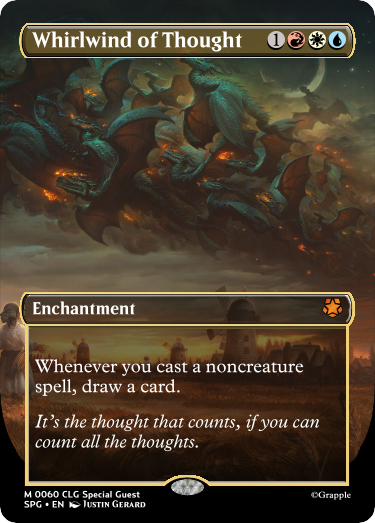 Whirlwind of Thought 1
Enchantment
Whenever you cast a noncreature
spell, draw a card.
It's the thought that counts, if you can
count all the thoughts.
M 0060 CLG Special Guest
SPG • EN Justin Gerard
©Grapple